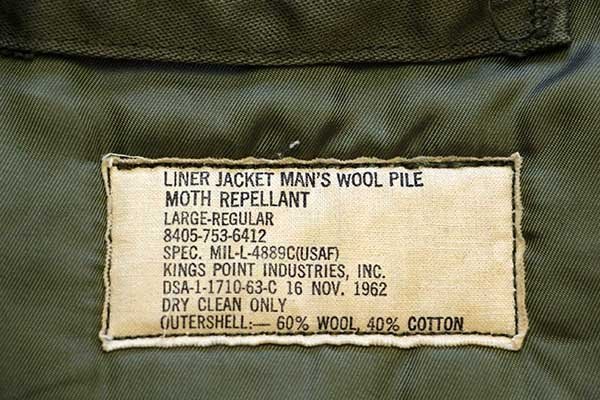 LINER JACKET MAN'S WOOL PILE
MOTH REPELLANT
LARGE-REGULAR
8405-753-6412
SPEC. MIL-L-4889C(USAF)
KINGS POINT INDUSTRIES, INC.
DSA-1-1710-63-C 16 NOV. 1962
DRY CLEAN ONLY
OUTERSHELL:— 60% WOOL, 40% COTTON